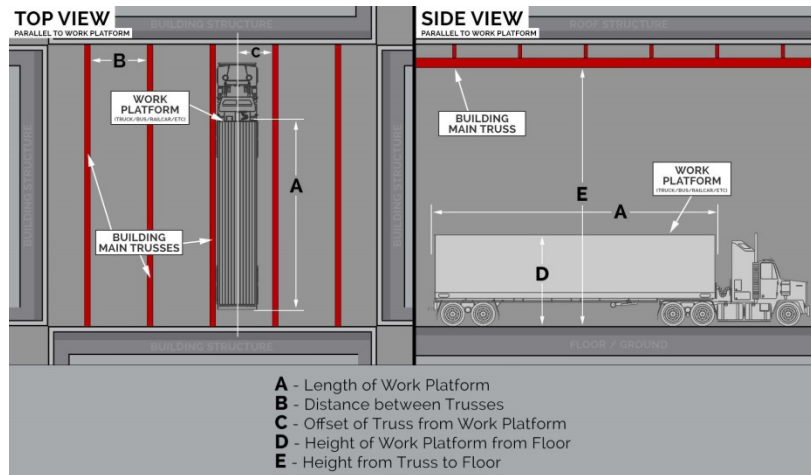 TOP VIEW
PARALLEL TO WORK PLATFORM
BUILDING STRUCTURE
C
B
WORK
PLATFORM
(TRUCK/BUS/RAILCAR/ETC)
A
BUILDING STRUCTURE
BUILDING STRUCTURE
BUILDING
MAIN TRUSSES
BUILDING STRUCTURE
SIDE VIEW
PARALLEL TO WORK PLATFORM
ROOF STRUCTURE
BUILDING
MAIN TRUSS
WORK
PLATFORM
(TRUCK/BUS/RAILCAR/ETC)
E
A
D
FLOOR / GROUND
A - Length of Work Platform
B - Distance between Trusses
C - Offset of Truss from Work Platform
D - Height of Work Platform from Floor
E - Height from Truss to Floor